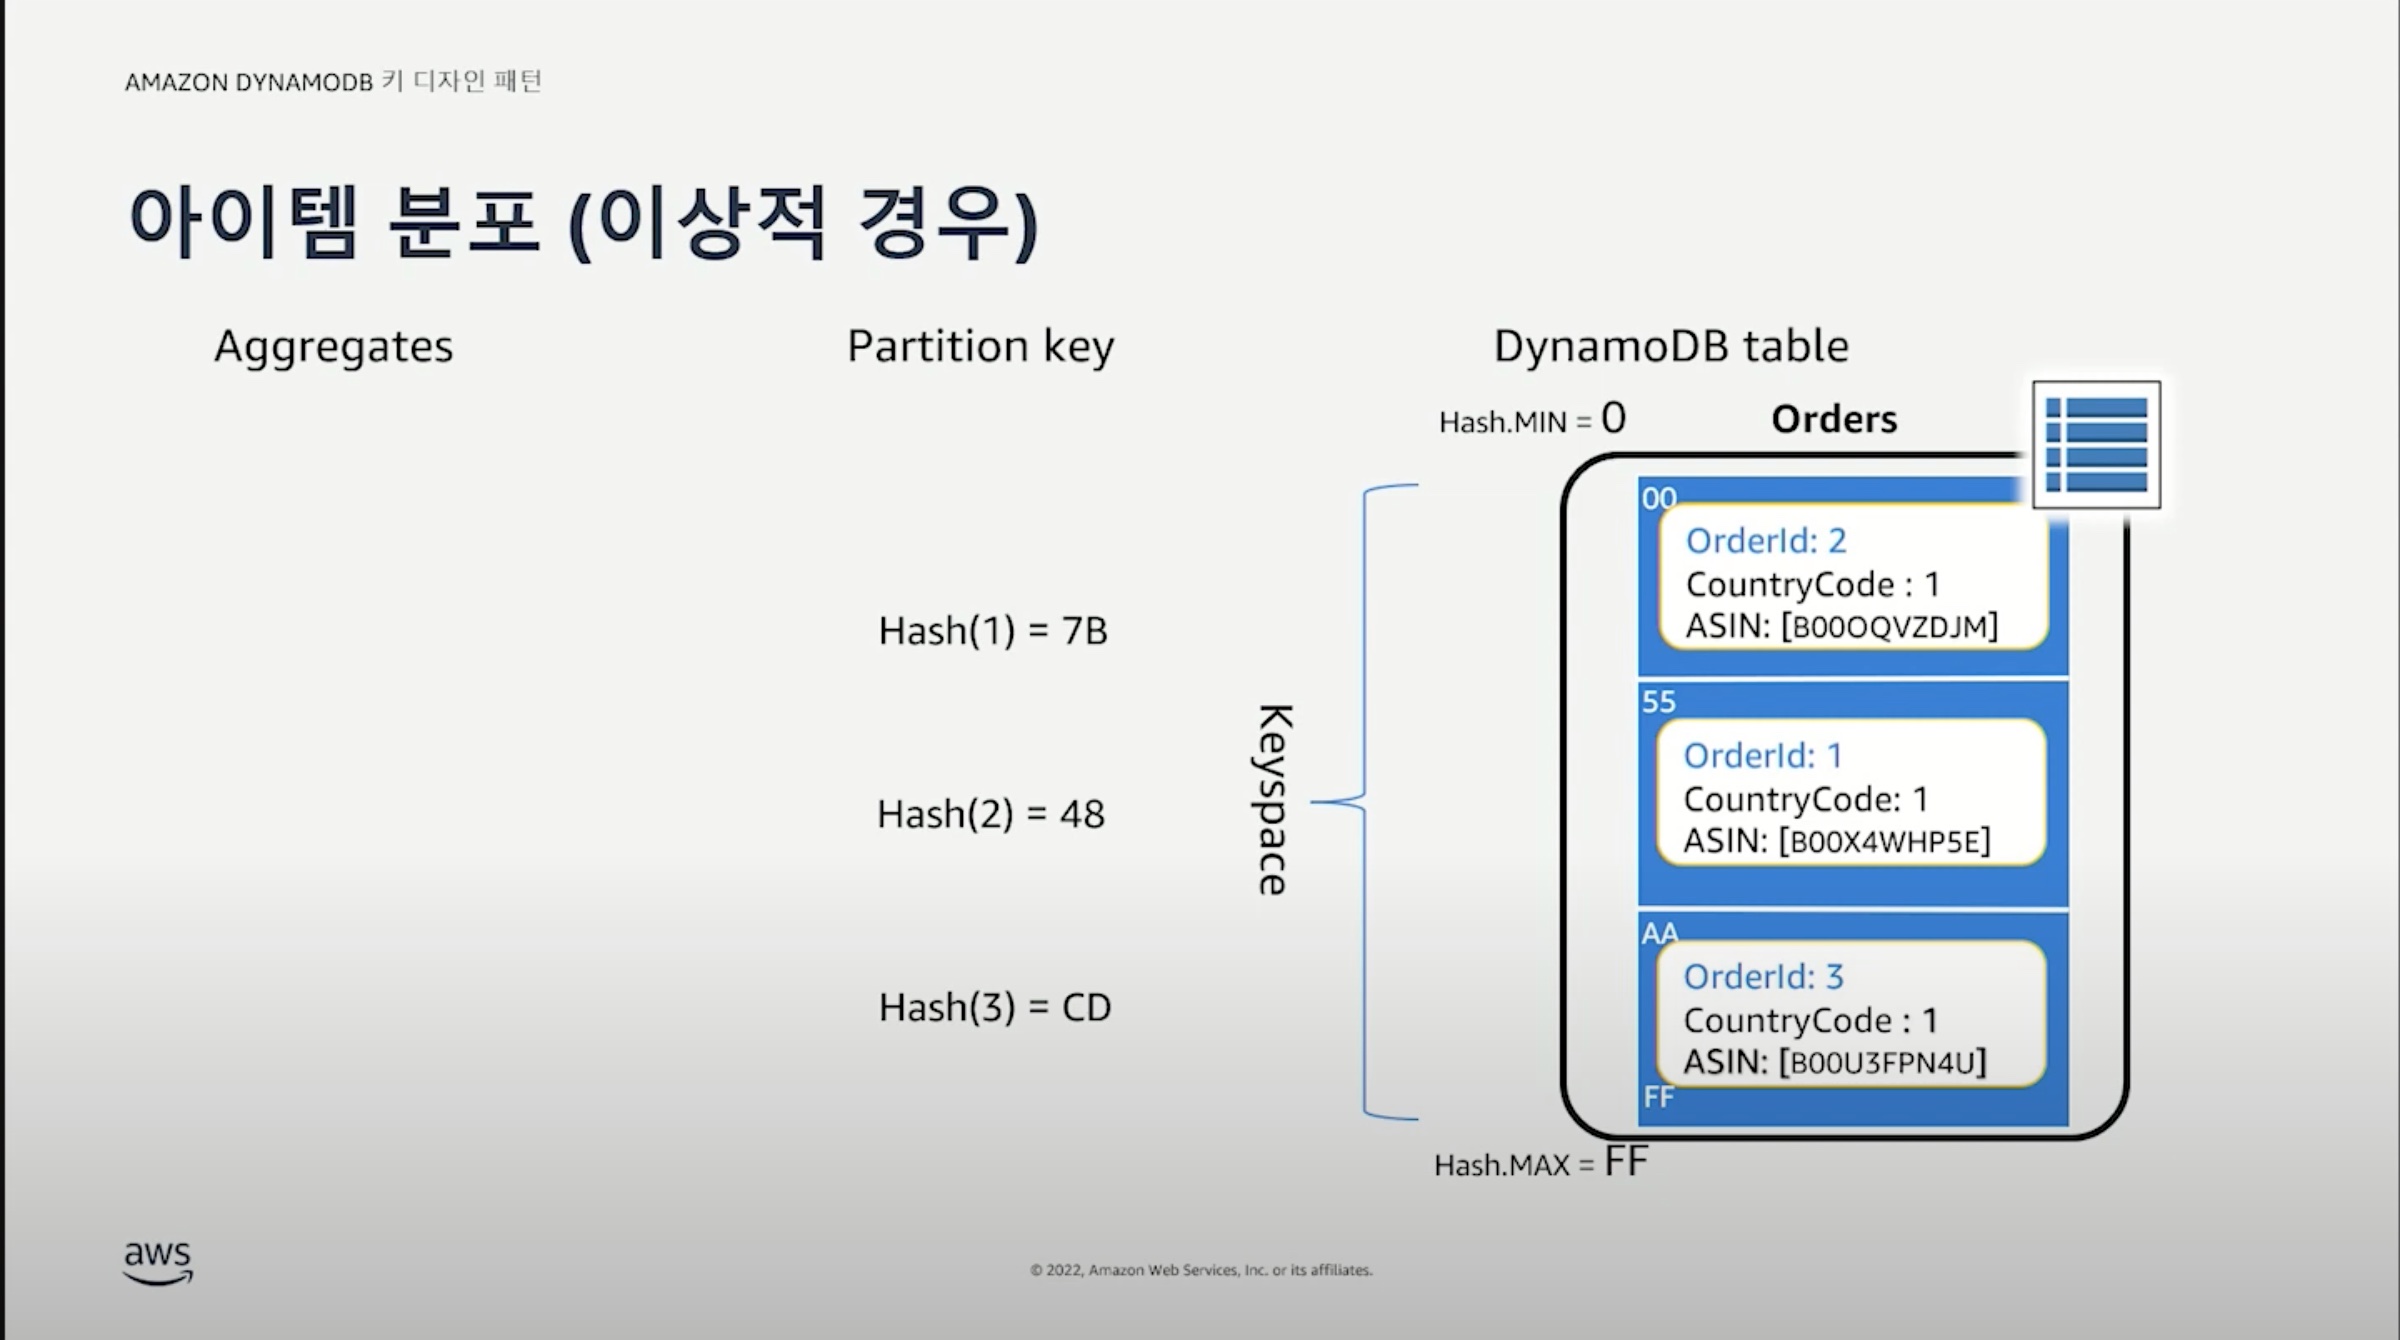 AMAZON DYNAMODB 키 디자인 패턴
아이템 분포 (이상적 경우)
Aggregates
Partition key
DynamoDB table
Hash.MIN = 0
Orders
Hash(1) = 7B
Hash(2) = 48
Hash(3) = CD
Keyspace
00
OrderId: 2
CountryCode : 1
ASIN: [B00OQVZDJM]
55
OrderId: 1
CountryCode: 1
ASIN: [B00X4WHP5E]
AA
OrderId: 3
CountryCode : 1
ASIN: [B00U3FPN4U]
FF
Hash.MAX = FF
aws
© 2022, Amazon Web Services, Inc. or its affiliates.